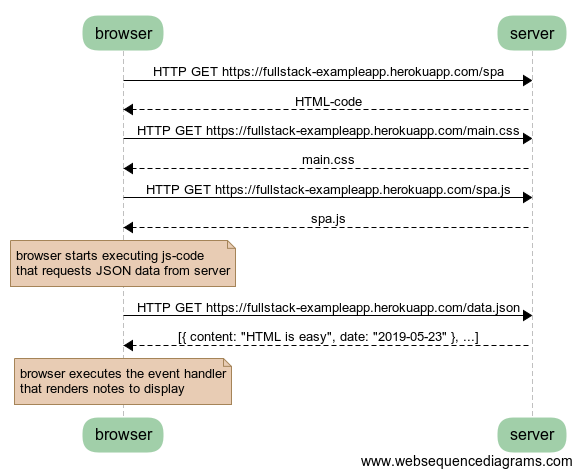 browser server
HTTP GET https://fullstack-exampleapp.herokuapp.com/spa
HTML-code
HTTP GET https://fullstack-exampleapp.herokuapp.com/main.css
main.css
HTTP GET https://fullstack-exampleapp.herokuapp.com/spa.js
spa.js
browser starts executing js-code
that requests JSON data from server
HTTP GET https://fullstack-exampleapp.herokuapp.com/data.json
[{ content: "HTML is easy", date: "2019-05-23" }, ...]
browser executes the event handler
that renders notes to display
browser server
www.websequencediagrams.com